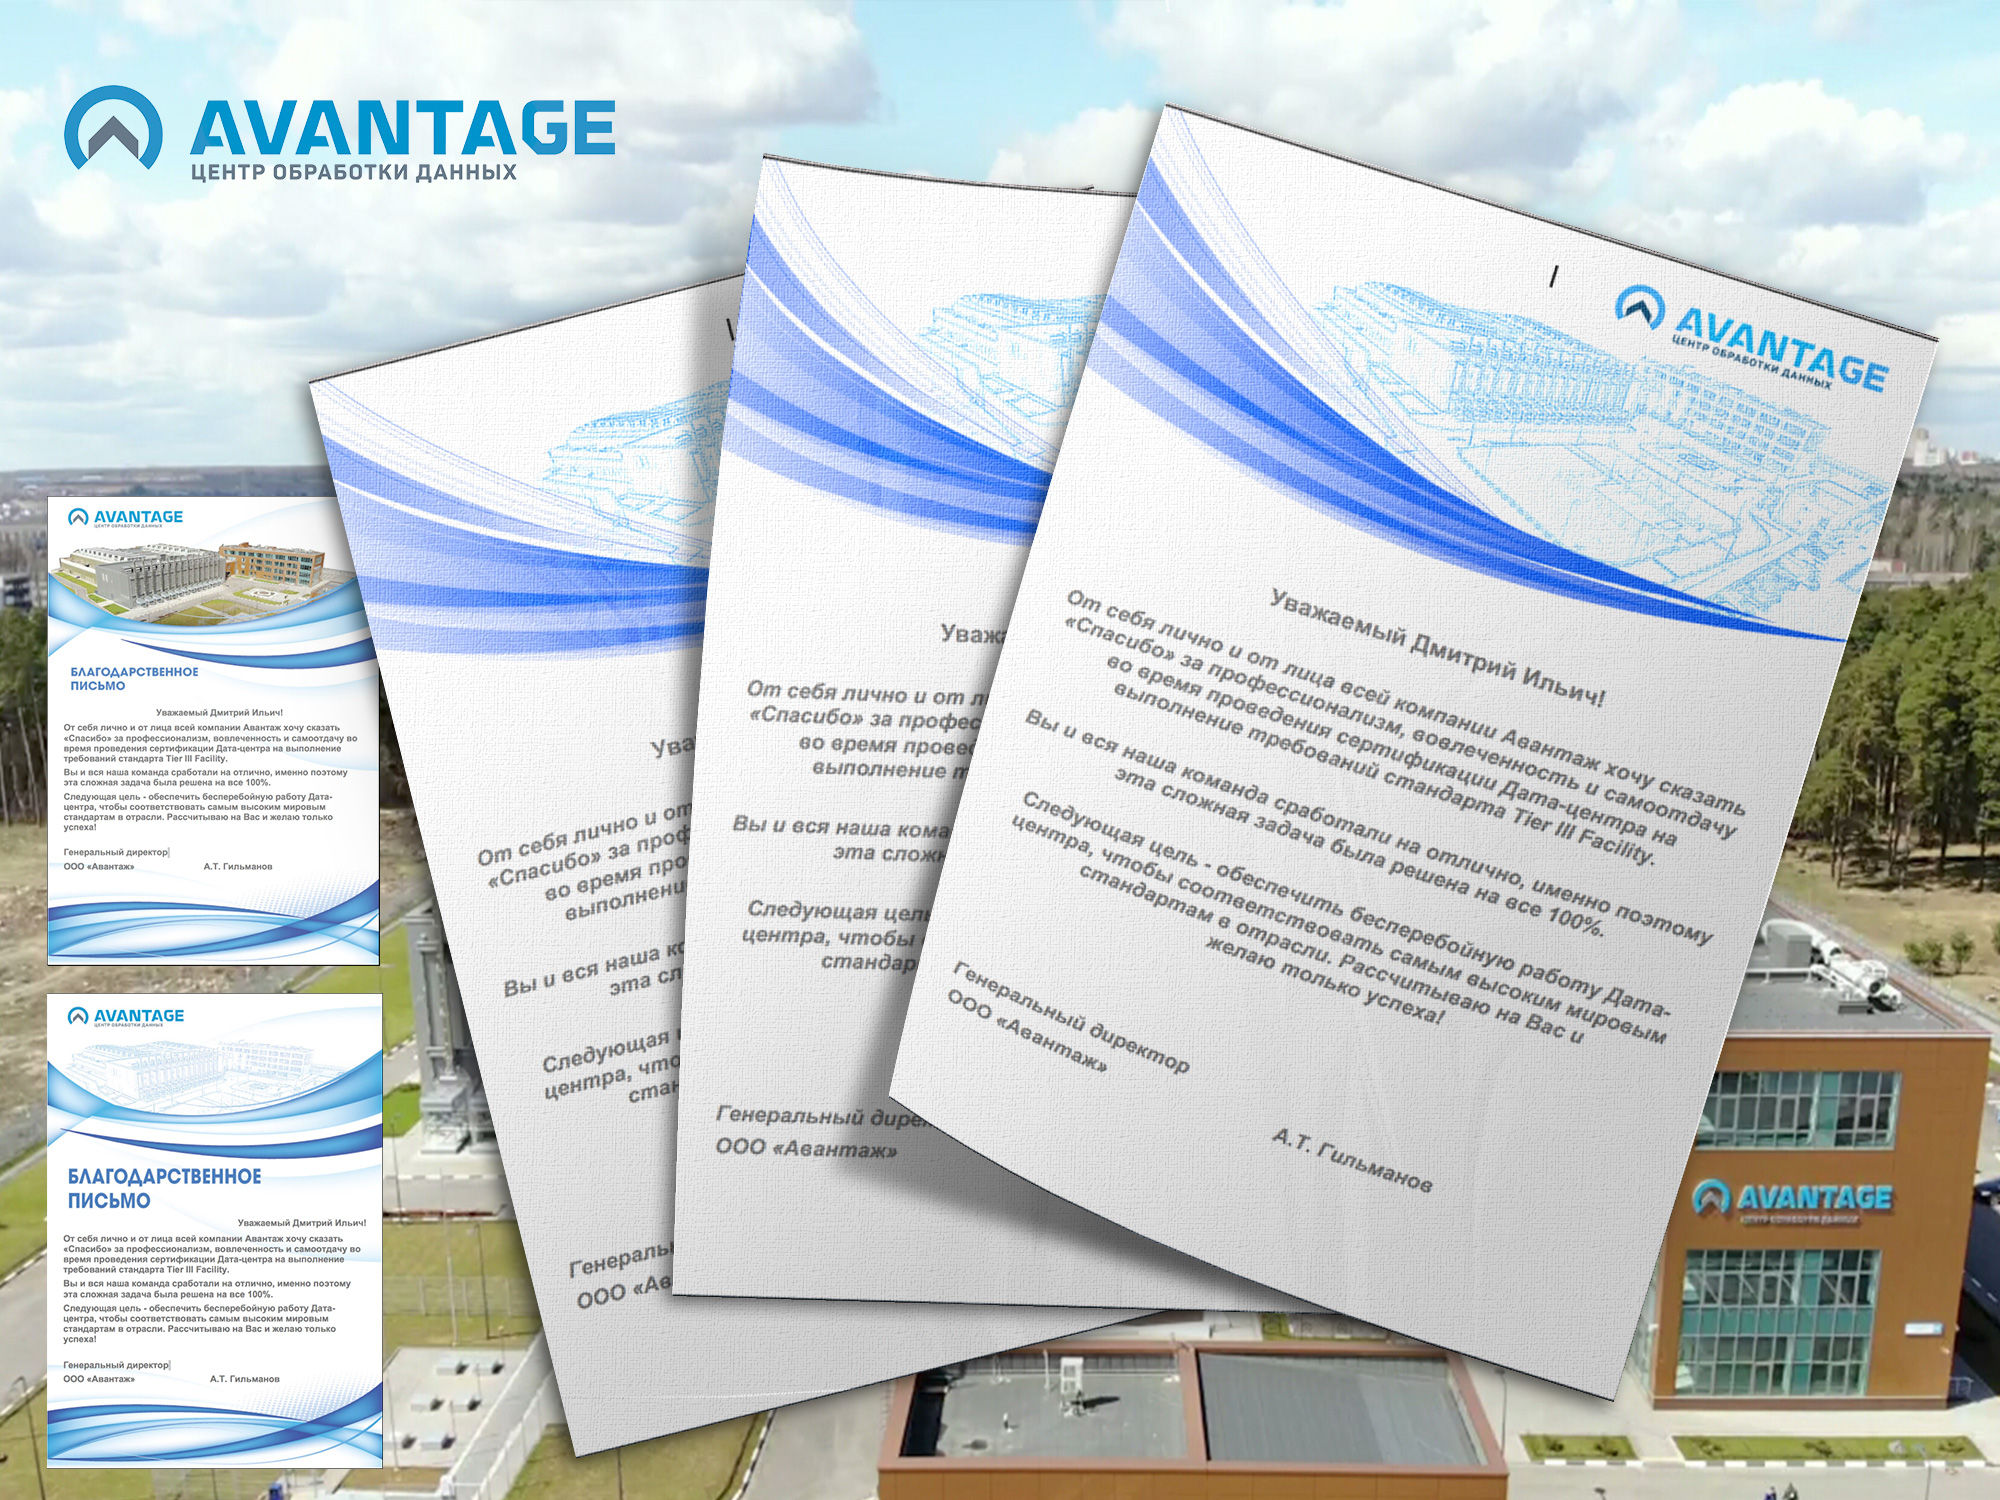 AVANTAGE
ЦЕНТР ОБРАБОТКИ ДАННЫХ
AVANTAGE
ЦЕНТР ОБРАБОТКИ ДАННЫХ
БЛАГОДАРСТВЕННОЕ
ПИСЬМО
Уважаемый Дмитрий Ильич!
От себя лично и от лица всей компании Авантаж хочу сказать
«Спасибо» за профессионализм, вовлеченность и самоотдачу во
время проведения сертификации Дата-центра на выполнение
требований стандарта Tier III Facility.
Вы и вся наша команда сработали на отлично, именно поэтому
эта сложная задача была решена на все 100%.
Следующая цель - обеспечить бесперебойную работу Дата-
центра, чтобы соответствовать самым высоким мировым
стандартам в отрасли. Рассчитываю на Вас и желаю только
успеха!
Генеральный директор
ООО «Авантаж» А.Т. Гильманов
AVANTAGE
ЦЕНТР ОБРАБОТКИ ДАННЫХ
БЛАГОДАРСТВЕННОЕ
ПИСЬМО
Уважаемый Дмитрий Ильич!
От себя лично и от лица всей компании Авантаж хочу сказать
«Спасибо» за профессионализм, вовлеченность и самоотдачу во
время проведения сертификации Дата-центра на выполнение
требований стандарта Tier III Facility.
Вы и вся наша команда сработали на отлично, именно поэтому
эта сложная задача была решена на все 100%.
Следующая цель - обеспечить бесперебойную работу Дата-
центра, чтобы соответствовать самым высоким мировым
стандартам в отрасли. Рассчитываю на Вас и желаю только
успеха!
Генеральный директор
ООО «Авантаж» А.Т. Гильманов
Ува
От себя лично и от
«Спасибо» за проф
во время про
выполнени
Вы и вся наша ко
эта сл
Следующая
центра, что
стан
Генераль
ООО «Ав
Уважа
От себя лично и от л
«Спасибо» за профес
во время провед
выполнение т
Вы и вся наша кома
эта сложн
Следующая цель
центра, чтобы
стандар
Генеральный дире
ООО «Авантаж»
AVANTAGE
ЦЕНТР ОБРАБОТКИ ДАННЫХ
Уважаемый Дмитрий Ильич!
От себя лично и от лица всей компании Авантаж хочу сказать
«Спасибо» за профессионализм, вовлеченность и самоотдачу
во время проведения сертификации Дата-центра на
выполнение требований стандарта Tier III Facility.
Вы и вся наша команда сработали на отлично, именно поэтому
эта сложная задача была решена на все 100%.
Следующая цель - обеспечить бесперебойную работу Дата-
центра, чтобы соответствовать самым высоким мировым
стандартам в отрасли. Рассчитываю на Вас и
желаю только успеха!
Генеральный директор
ООО «Авантаж»
А.Т. Гильманов
AVANTAGE
ЦЕНТР ОБРАБОТКИ ДАННЫХ